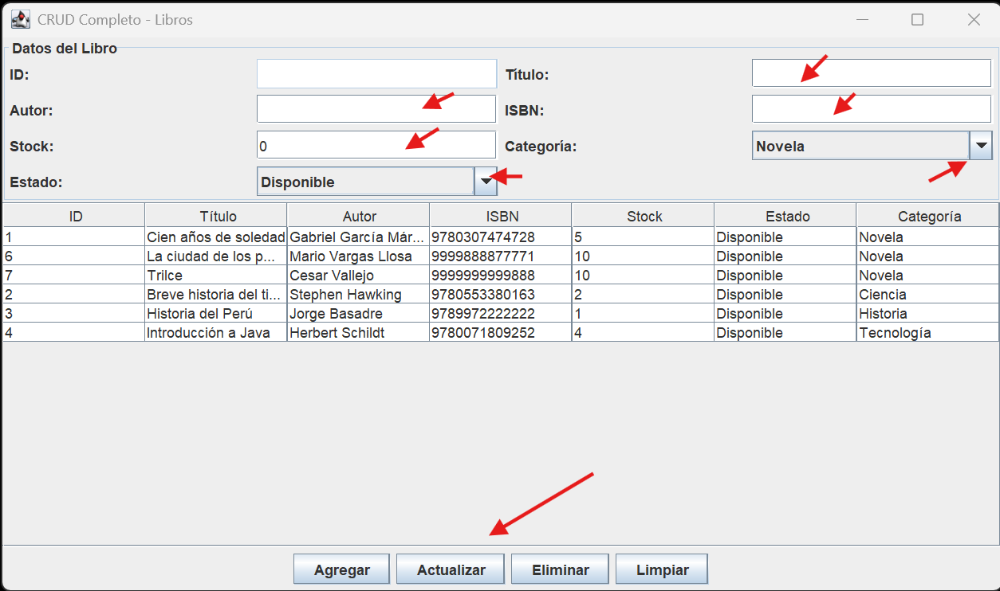 CRUD Completo - Libros
Datos del Libro
ID: Título:
Autor: ISBN:
Stock: 0 Categoría: Novela
Estado: Disponible
ID Título Autor ISBN Stock Estado Categoría
1 Cien años de soledad Gabriel García Már... 9780307474728 5 Disponible Novela
6 La ciudad de los p... Mario Vargas Llosa 9999888877771 10 Disponible Novela
7 Trilce Cesar Vallejo 9999999999888 10 Disponible Novela
2 Breve historia del ti... Stephen Hawking 9780553380163 2 Disponible Ciencia
3 Historia del Perú Jorge Basadre 9789972222222 1 Disponible Historia
4 Introducción a Java Herbert Schildt 9780071809252 4 Disponible Tecnología
Agregar Actualizar Eliminar Limpiar